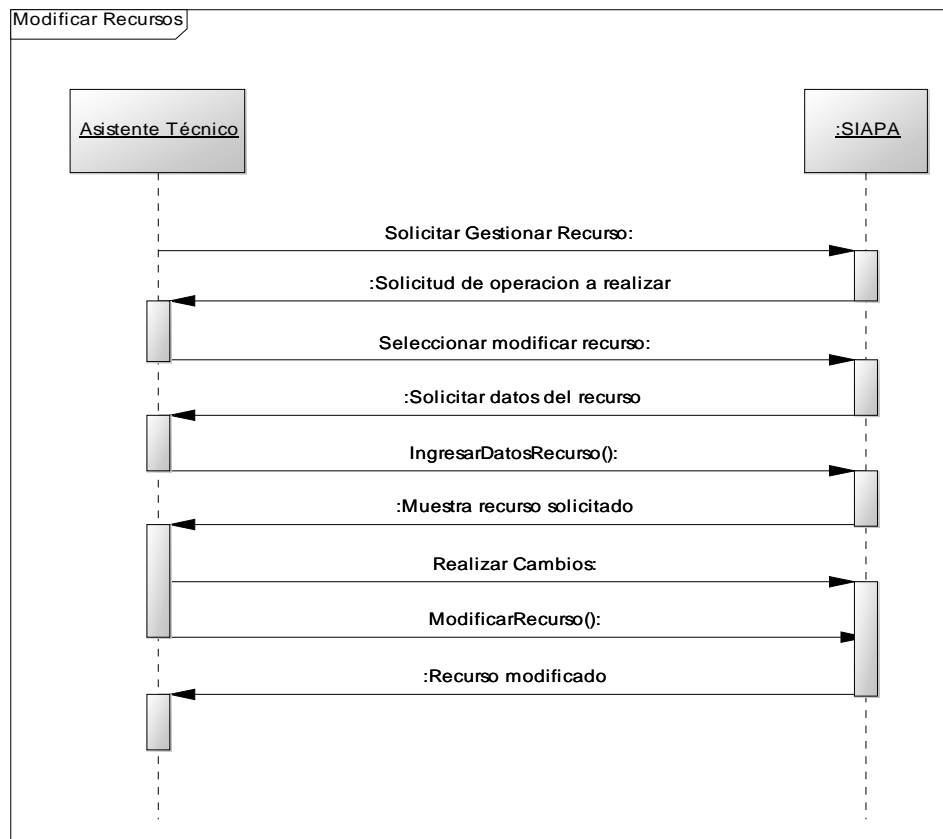 Modificar Recursos
Asistente Técnico
:SIAPA
Solicitar Gestionar Recurso:
:Solicitud de operacion a realizar
Seleccionar modificar recurso:
:Solicitar datos del recurso
IngresarDatosRecurso():
:Muestra recurso solicitado
Realizar Cambios:
ModificarRecurso():
:Recurso modificado